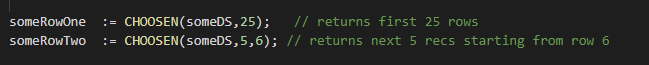 someRowOne  := CHOOSEN(someDS,25);   // returns first 25 rows
someRowTwo  := CHOOSEN(someDS,5,6); // returns next 5 recs starting from row 6